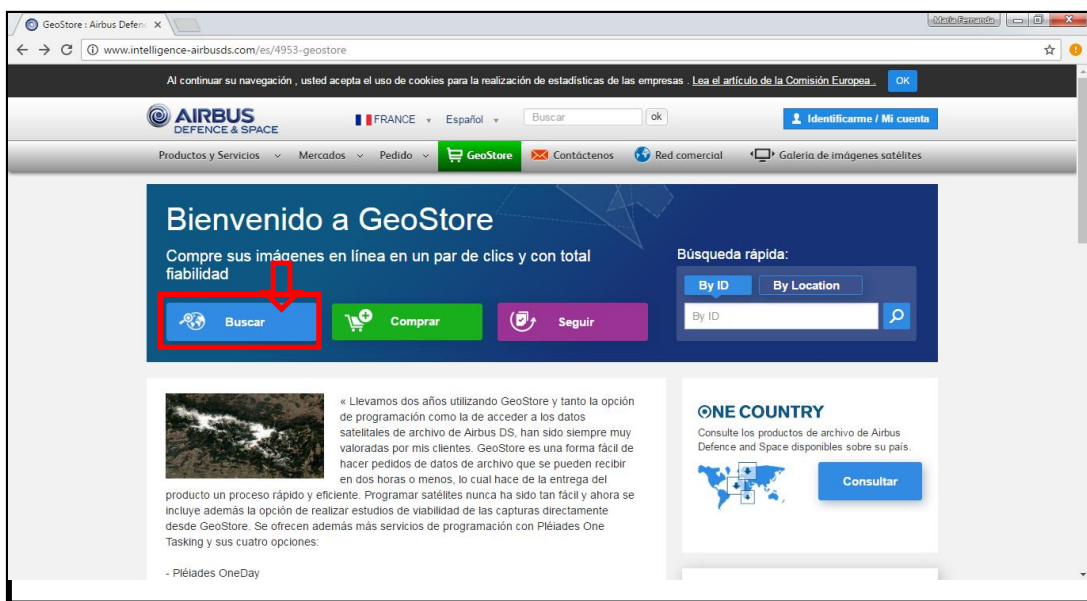 GeoStore : Airbus Defen
María Fernanda
www.intelligence-airbusds.com/es/4953-geostore
Al continuar su navegación , usted acepta el uso de cookies para la realización de estadísticas de las empresas . Lea el artículo de la Comisión Europea .
OK
AIRBUS
DEFENCE & SPACE
FRANCE
Español
Buscar
ok
Identificarme / Mi cuenta
Productos y Servicios
Mercados
Pedido
GeoStore
Contáctenos
Red comercial
Galería de imágenes satélites
Bienvenido a GeoStore
Compre sus imágenes en línea en un par de clics y con total
fiabilidad
Buscar
Comprar
Seguir
Búsqueda rápida:
By ID
By Location
By ID
« Llevamos dos años utilizando GeoStore y tanto la opción
de programación como la de acceder a los datos
satelitales de archivo de Airbus DS, han sido siempre muy
valoradas por mis clientes. GeoStore es una forma fácil de
hacer pedidos de datos de archivo que se pueden recibir
en dos horas o menos, lo cual hace de la entrega del
producto un proceso rápido y eficiente. Programar satélites nunca ha sido tan fácil y ahora se
incluye además la opción de realizar estudios de viabilidad de las capturas directamente
desde GeoStore. Se ofrecen además más servicios de programación con Pléiades One
Tasking y sus cuatro opciones:
- Pléiades OneDay
ONE COUNTRY
Consulte los productos de archivo de Airbus
Defence and Space disponibles sobre su país.
Consultar